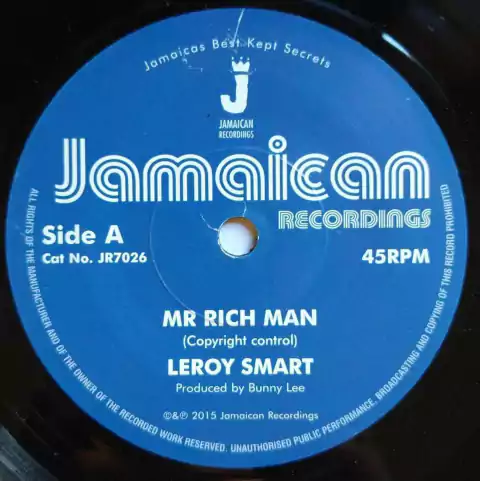 Jamaicas Best Kept Secrets
J
JAMAICAN
RECORDINGS
Jamaican
RECORDINGS
Side A
Cat No. JR7026
45RPM
MR RICH MAN
(Copyright control)
LEROY SMART
Produced by Bunny Lee
©&℗ 2015 Jamaican Recordings
ALL RIGHTS OF THE MANUFACTURER AND OF THE OWNER OF THE RECORDED WORK RESERVED. UNAUTHORISED PUBLIC PERFORMANCE, BROADCASTING AND COPYING OF THIS RECORD PROHIBITED